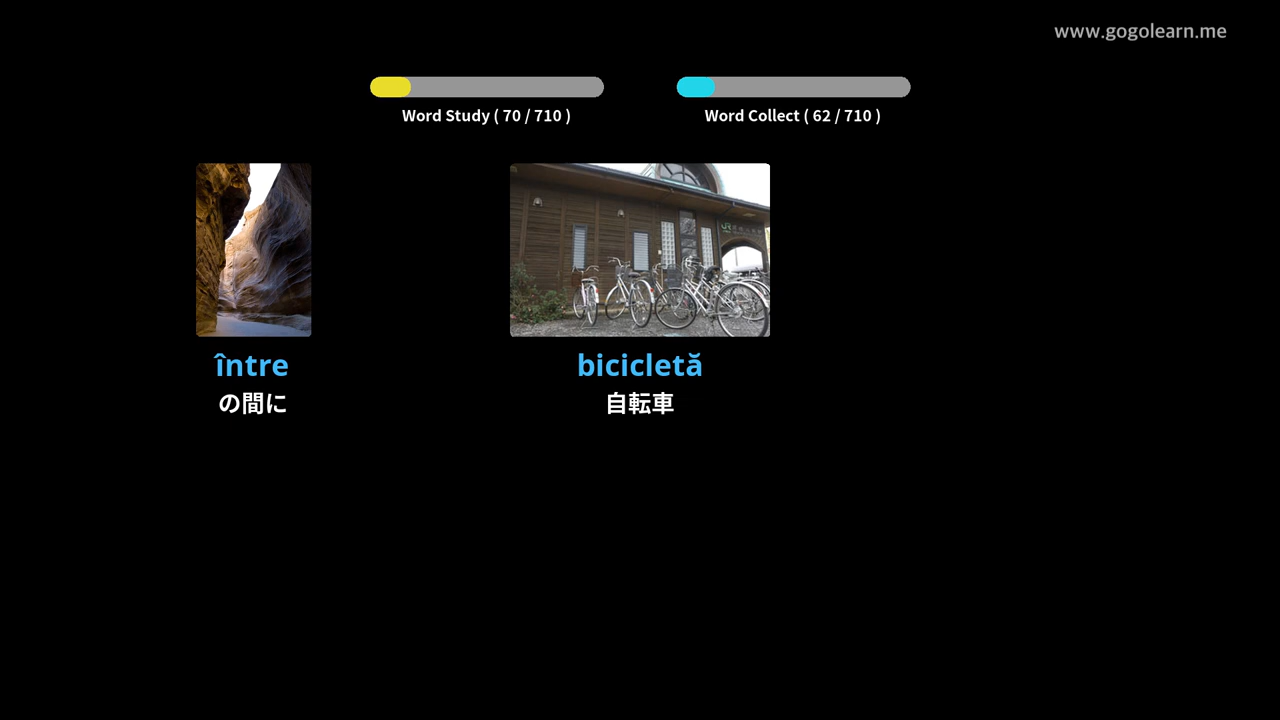 www.gogolearn.me
Word Study ( 70 / 710 )
Word Collect ( 62 / 710 )
JR
între
bicicletă
の間に
自転車